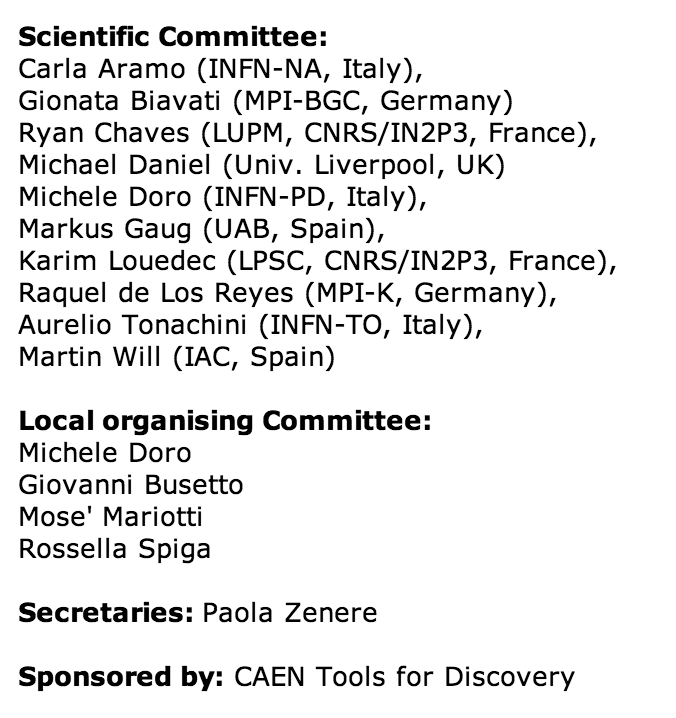 Scientific Committee:
Carla Aramo (INFN-NA, Italy),
Gionata Biavati (MPI-BGC, Germany)
Ryan Chaves (LUPM, CNRS/IN2P3, France),
Michael Daniel (Univ. Liverpool, UK)
Michele Doro (INFN-PD, Italy),
Markus Gaug (UAB, Spain),
Karim Louedec (LPSC, CNRS/IN2P3, France),
Raquel de Los Reyes (MPI-K, Germany),
Aurelio Tonachini (INFN-TO, Italy),
Martin Will (IAC, Spain)
Local organising Committee:
Michele Doro
Giovanni Busetto
Mose' Mariotti
Rossella Spiga
Secretaries: Paola Zenere
Sponsored by: CAEN Tools for Discovery